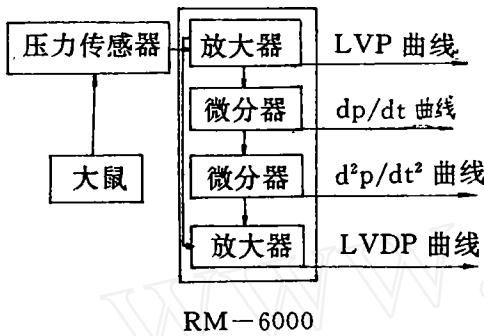 压力传感器
放大器
LVP 曲线
微分器
dp/dt 曲线
大鼠
微分器
d²p/dt² 曲线
放大器
LVDP 曲线
RM－6000
www.